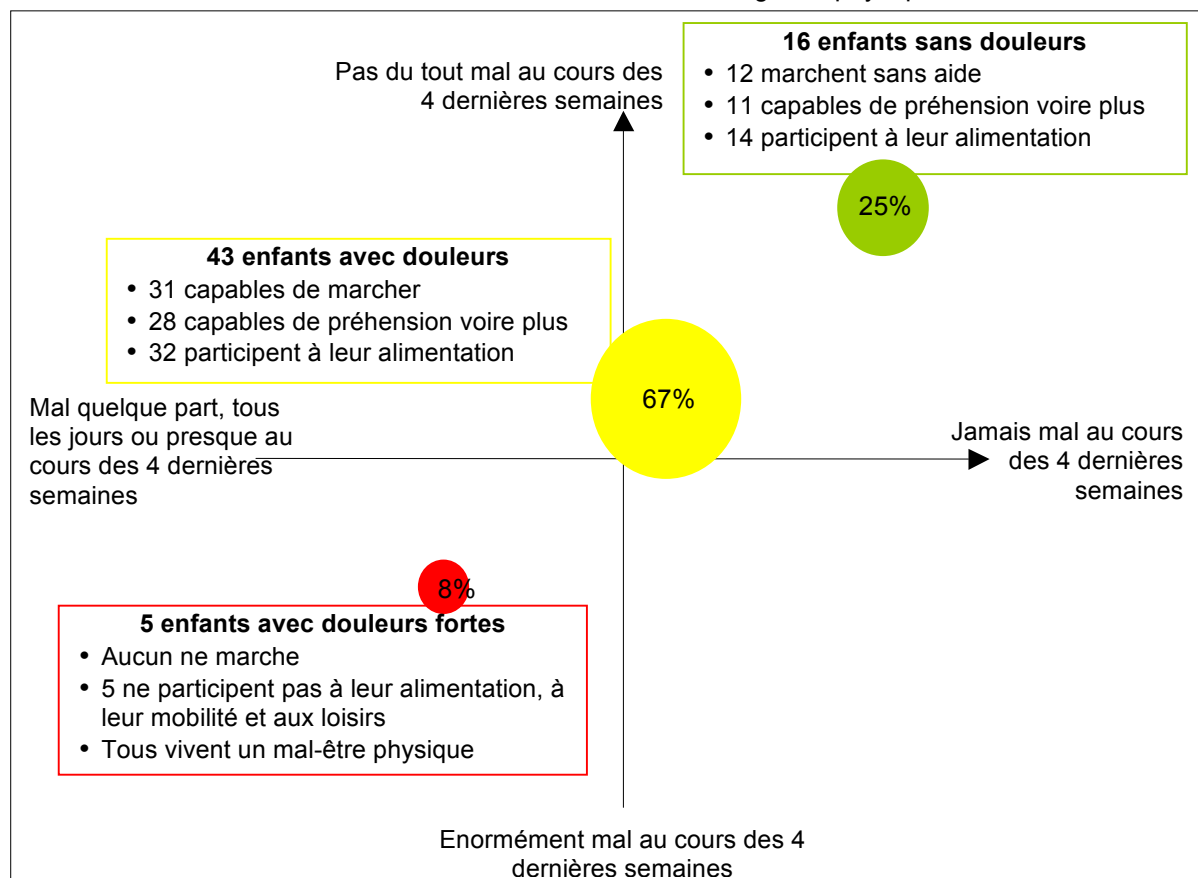 16 enfants sans douleurs
• 12 marchent sans aide
• 11 capables de préhension voire plus
• 14 participent à leur alimentation
Pas du tout mal au cours des
4 dernières semaines
25%
43 enfants avec douleurs
• 31 capables de marcher
• 28 capables de préhension voire plus
• 32 participent à leur alimentation
67%
Mal quelque part, tous
les jours ou presque au
cours des 4 dernières
semaines
Jamais mal au cours
des 4 dernières
semaines
8%
5 enfants avec douleurs fortes
• Aucun ne marche
• 5 ne participent pas à leur alimentation, à
leur mobilité et aux loisirs
• Tous vivent un mal-être physique
Enormément mal au cours des 4
dernières semaines